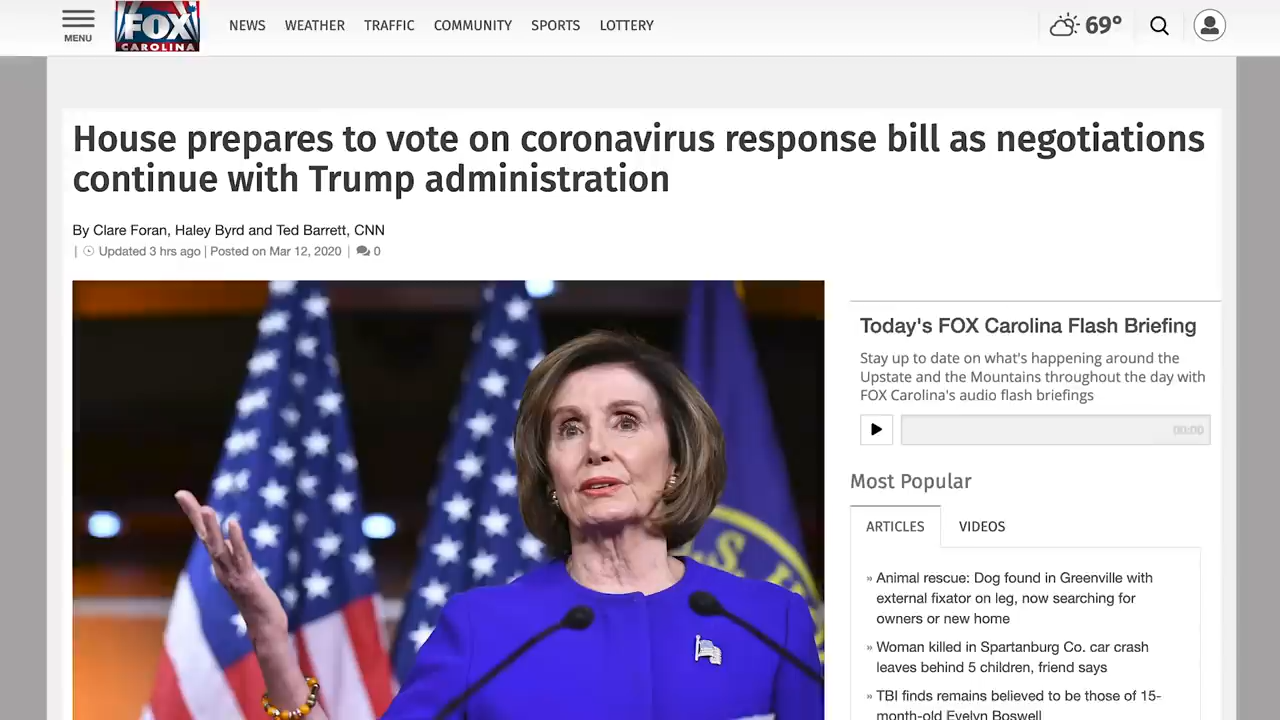 MENU
FOX
CAROLINA
NEWS WEATHER TRAFFIC COMMUNITY SPORTS LOTTERY
69°
House prepares to vote on coronavirus response bill as negotiations
continue with Trump administration
By Clare Foran, Haley Byrd and Ted Barrett, CNN
| Updated 3 hrs ago | Posted on Mar 12, 2020 | 0
Today's FOX Carolina Flash Briefing
Stay up to date on what's happening around the
Upstate and the Mountains throughout the day with
FOX Carolina's audio flash briefings
00:00
Most Popular
ARTICLES VIDEOS
» Animal rescue: Dog found in Greenville with
external fixator on leg, now searching for
owners or new home
» Woman killed in Spartanburg Co. car crash
leaves behind 5 children, friend says
» TBI finds remains believed to be those of 15-
month-old Evelyn Boswell